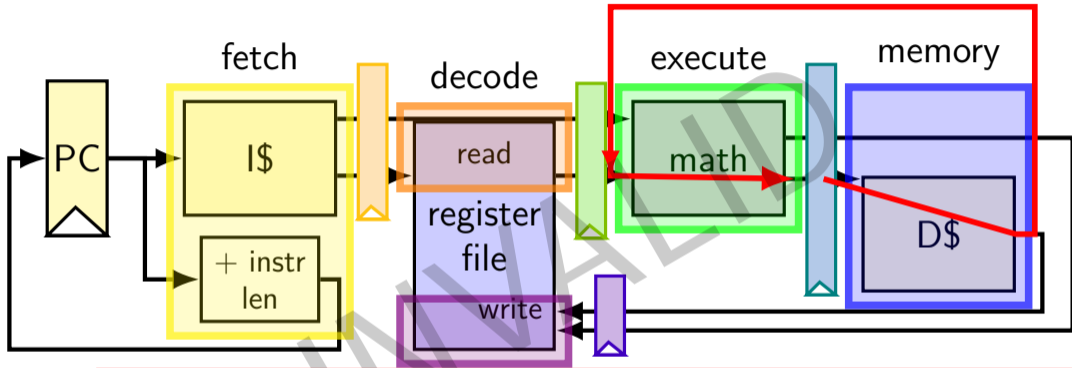 fetch
decode
execute
memory
PC
I$
read
math
register
file
D$
+ instr
len
write
INVALID